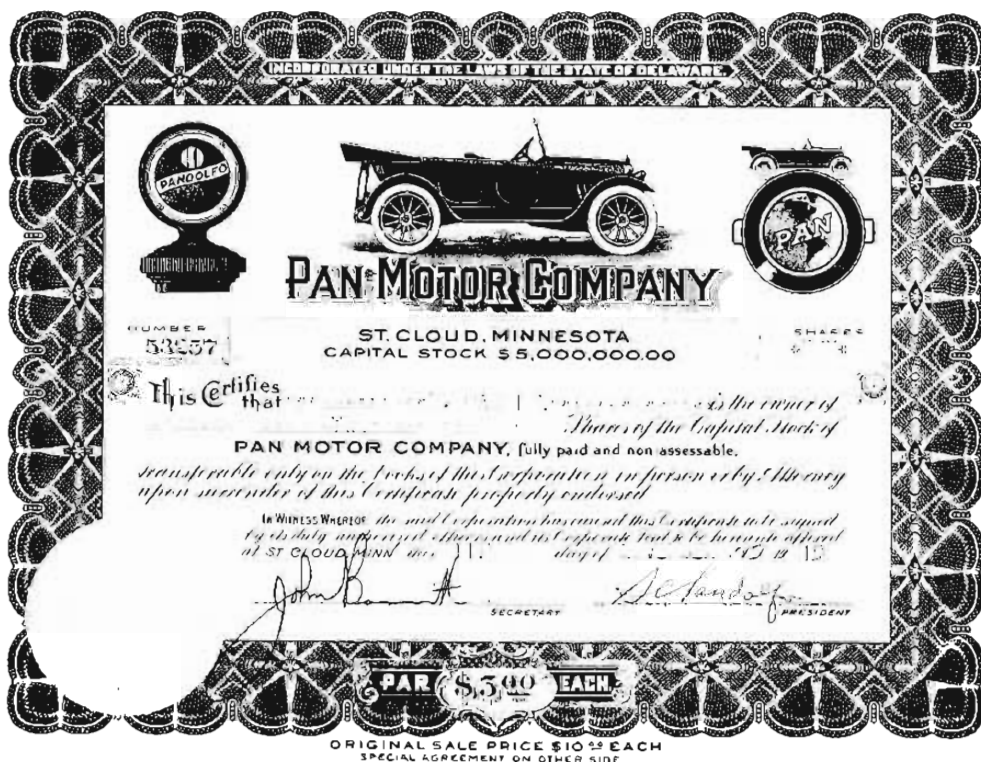 INCORPORATED UNDER THE LAWS OF THE STATE OF DELAWARE.
PANDOLFO
PAN
PAN MOTOR COMPANY
NUMBER
ST. CLOUD, MINNESOTA
SHARES
CAPITAL STOCK $5,000,000.00
This Certifies
that is the owner of
Shares of the Capital Stock of
PAN MOTOR COMPANY, fully paid and non assessable,
transferable only on the books of this Corporation in person or by Attorney
upon surrender of this Certificate properly endorsed
IN WITNESS WHEREOF the said Corporation has caused this Certificate to be signed
by its duly authorized officers and its Corporate Seal to be hereunto affixed
at ST CLOUD, MINN this 11 day of 19
John
SECRETARY
PRESIDENT
PAR $5.00 EACH
ORIGINAL SALE PRICE $10.00 EACH
SPECIAL AGREEMENT ON OTHER SIDE